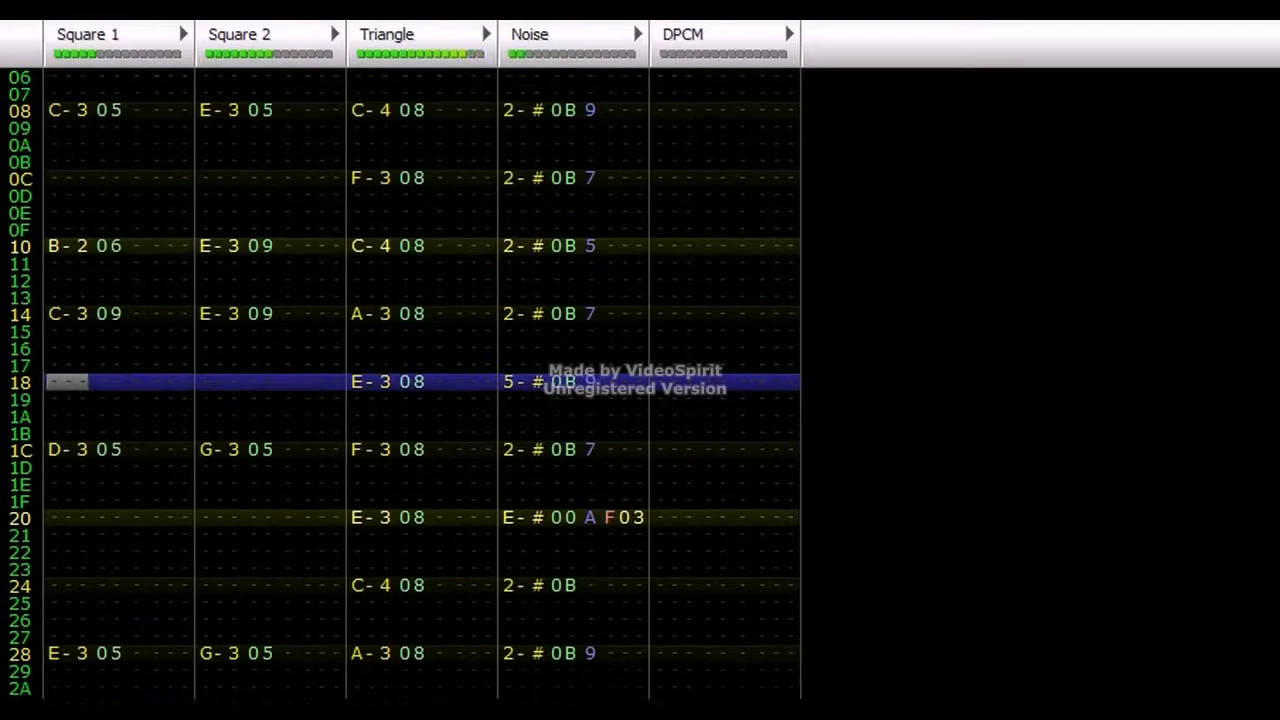 Square 1 Square 2 Triangle Noise DPCM
06
07
08 C-3 05 E-3 05 C-4 08 2-# 0B 9
09
0A
0B
0C F-3 08 2-# 0B 7
0D
0E
0F
10 B-2 06 E-3 09 C-4 08 2-# 0B 5
11
12
13
14 C-3 09 E-3 09 A-3 08 2-# 0B 7
15
16
17
Made by VideoSpirit
18 --- E-3 08 5-# 0B 9
Unregistered Version
19
1A
1B
1C D-3 05 G-3 05 F-3 08 2-# 0B 7
1D
1E
1F
20 E-3 08 E-# 00 A F03
21
22
23
24 C-4 08 2-# 0B
25
26
27
28 E-3 05 G-3 05 A-3 08 2-# 0B 9
29
2A